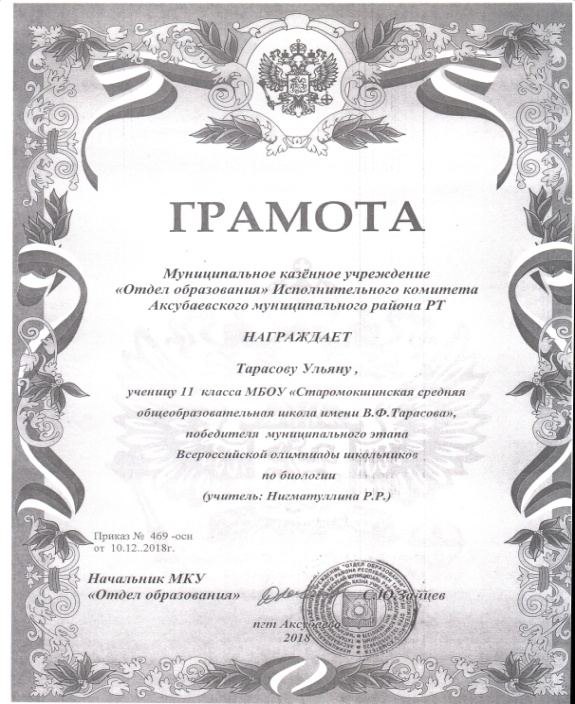 ГРАМОТА
Муниципальное казённое учреждение
«Отдел образования» Исполнительного комитета
Аксубаевского муниципального района РТ
НАГРАЖДАЕТ
Тарасову Ульяну ,
ученицу 11 класса МБОУ «Старомокшинская средняя
общеобразовательная школа имени В.Ф.Тарасова»,
победителя муниципального этапа
Всероссийской олимпиады школьников
по биологии
(учитель: Нигматуллина Р.Р.)
Приказ № 469 -осн
от 10.12..2018г.
Начальник МКУ
«Отдел образования» С.Ю.Зайцев
пгт Аксубаево
2018